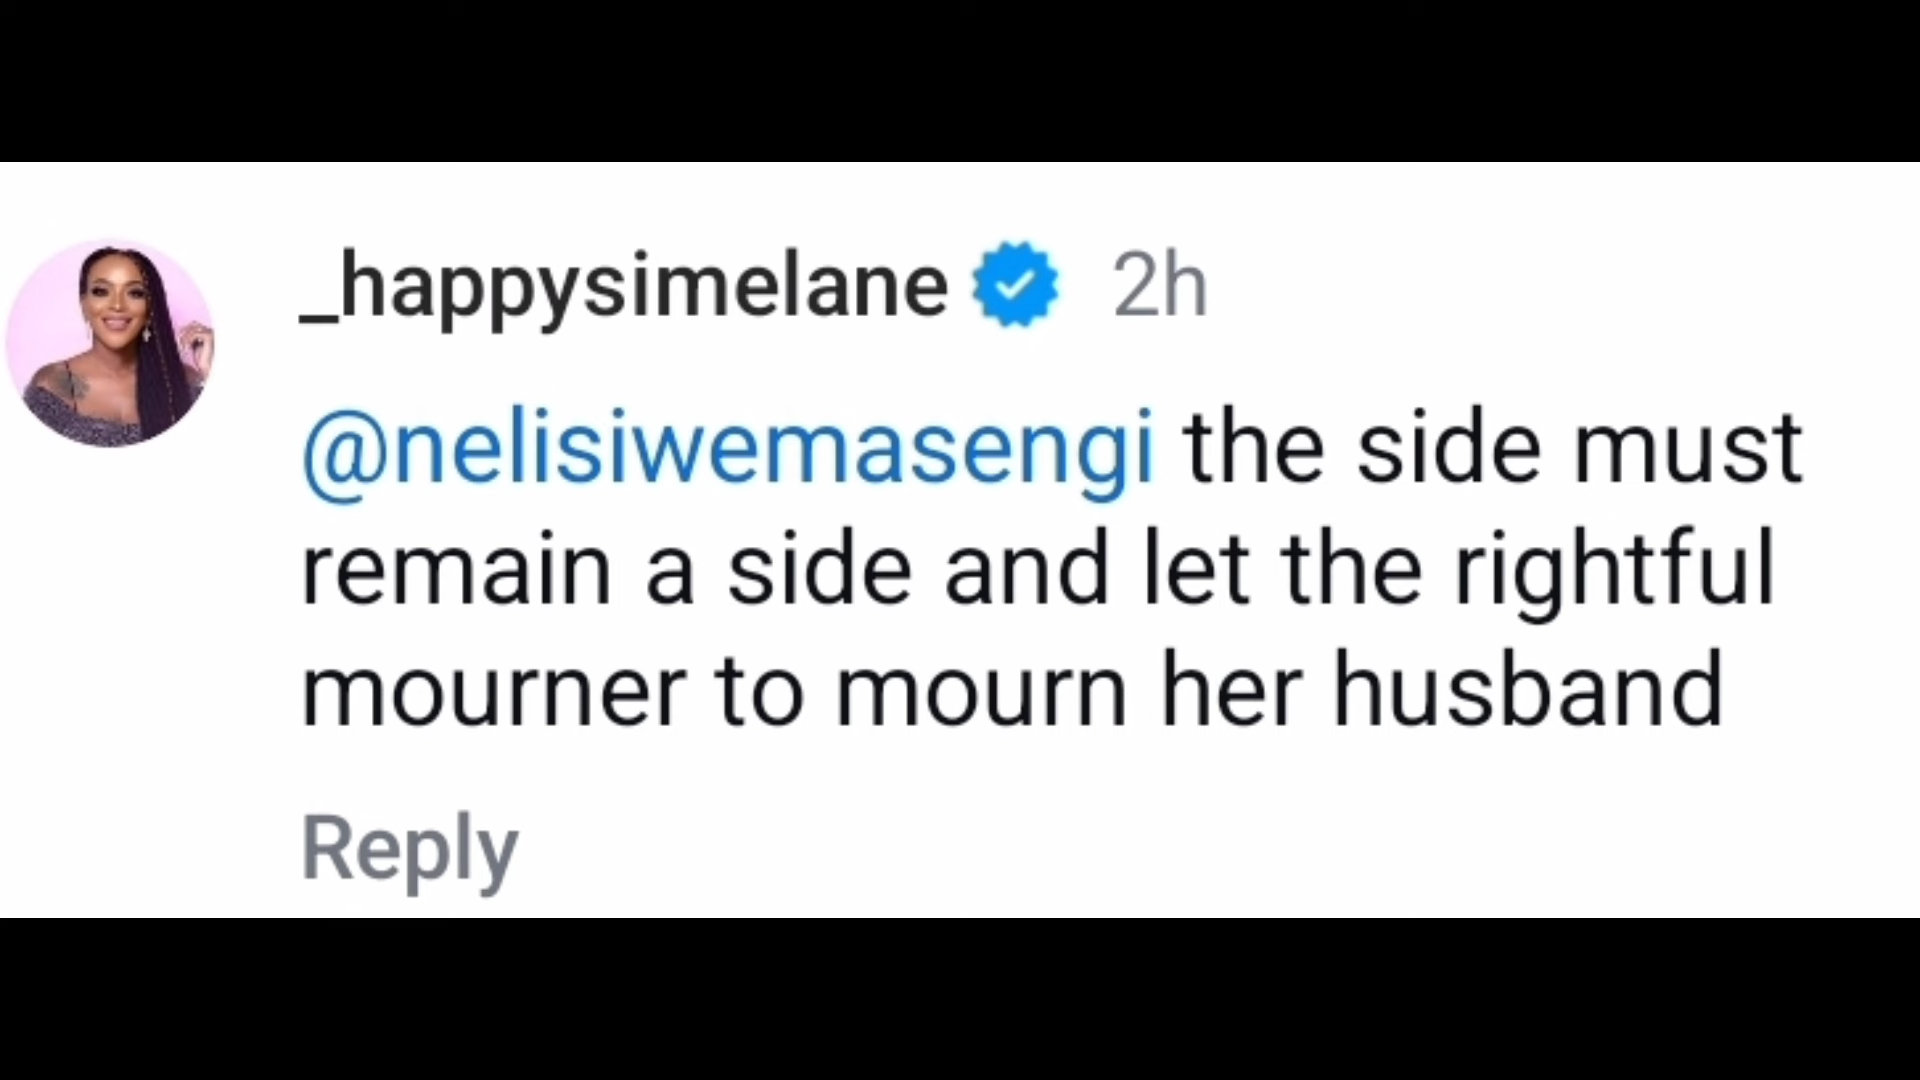 _happysimelane 2h
@nelisiwemasengi the side must
remain a side and let the rightful
mourner to mourn her husband
Reply